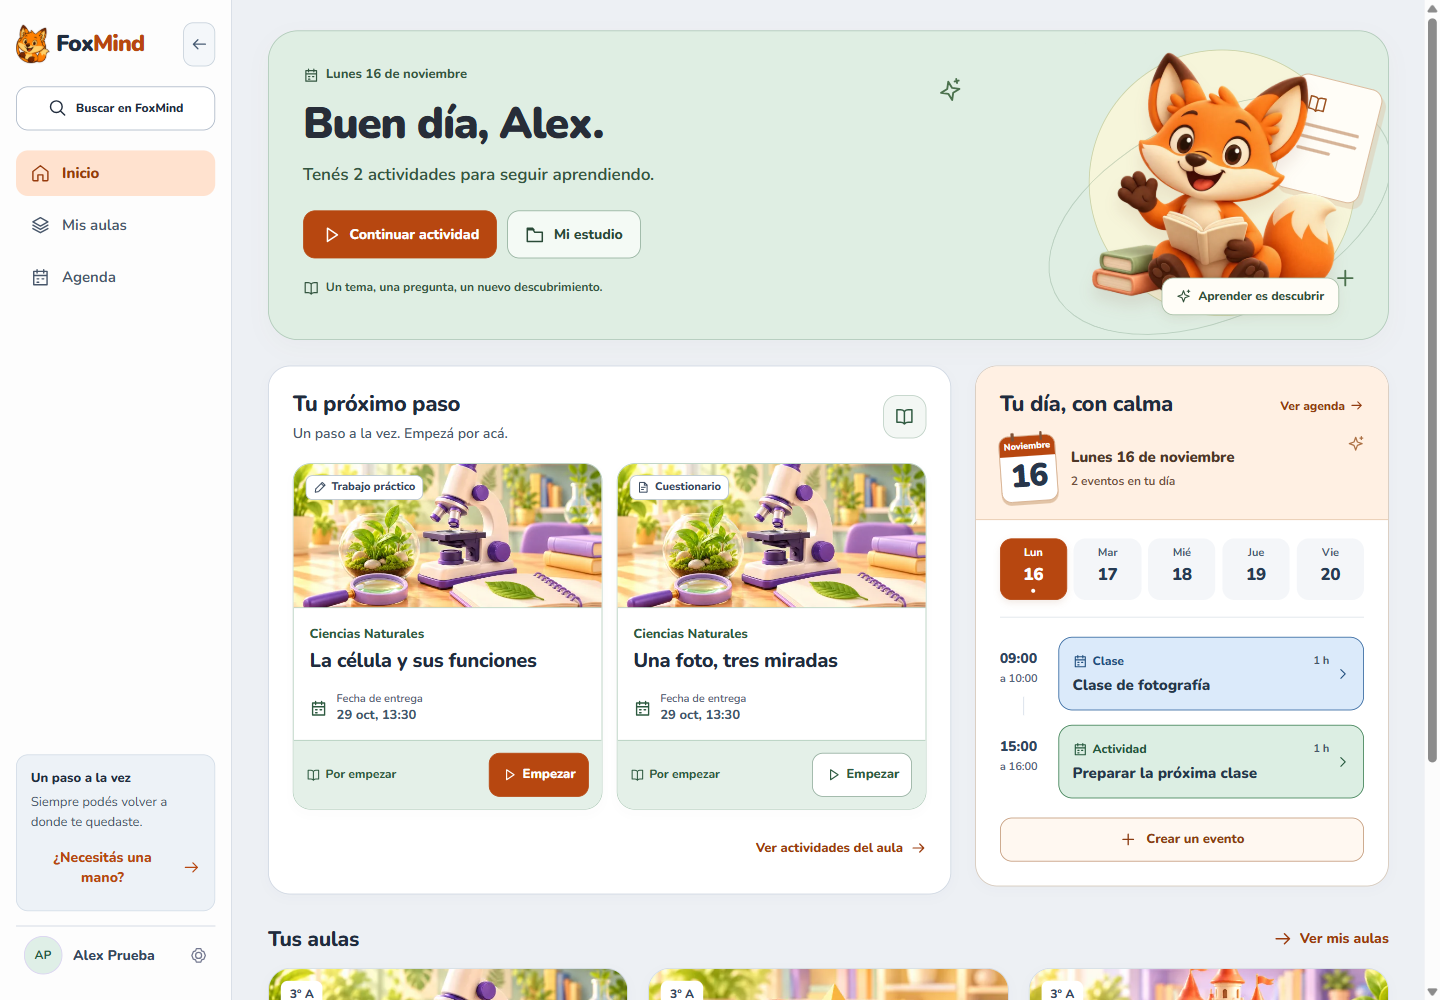 FoxMind
Buscar en FoxMind
Inicio
Mis aulas
Agenda
Un paso a la vez
Siempre podés volver a
donde te quedaste.
¿Necesitás una
mano?
AP
Alex Prueba
Lunes 16 de noviembre
Buen día, Alex.
Tenés 2 actividades para seguir aprendiendo.
Continuar actividad
Mi estudio
Un tema, una pregunta, un nuevo descubrimiento.
Aprender es descubrir
Tu próximo paso
Un paso a la vez. Empezá por acá.
Trabajo práctico
Ciencias Naturales
La célula y sus funciones
Fecha de entrega
29 oct, 13:30
Por empezar
Empezar
Cuestionario
Ciencias Naturales
Una foto, tres miradas
Fecha de entrega
29 oct, 13:30
Por empezar
Empezar
Ver actividades del aula
Tu día, con calma
Ver agenda
Noviembre
16
Lunes 16 de noviembre
2 eventos en tu día
Lun
16
Mar
17
Mié
18
Jue
19
Vie
20
09:00
a 10:00
Clase
1 h
Clase de fotografía
15:00
a 16:00
Actividad
1 h
Preparar la próxima clase
Crear un evento
Tus aulas
Ver mis aulas
3° A
3° A
3° A